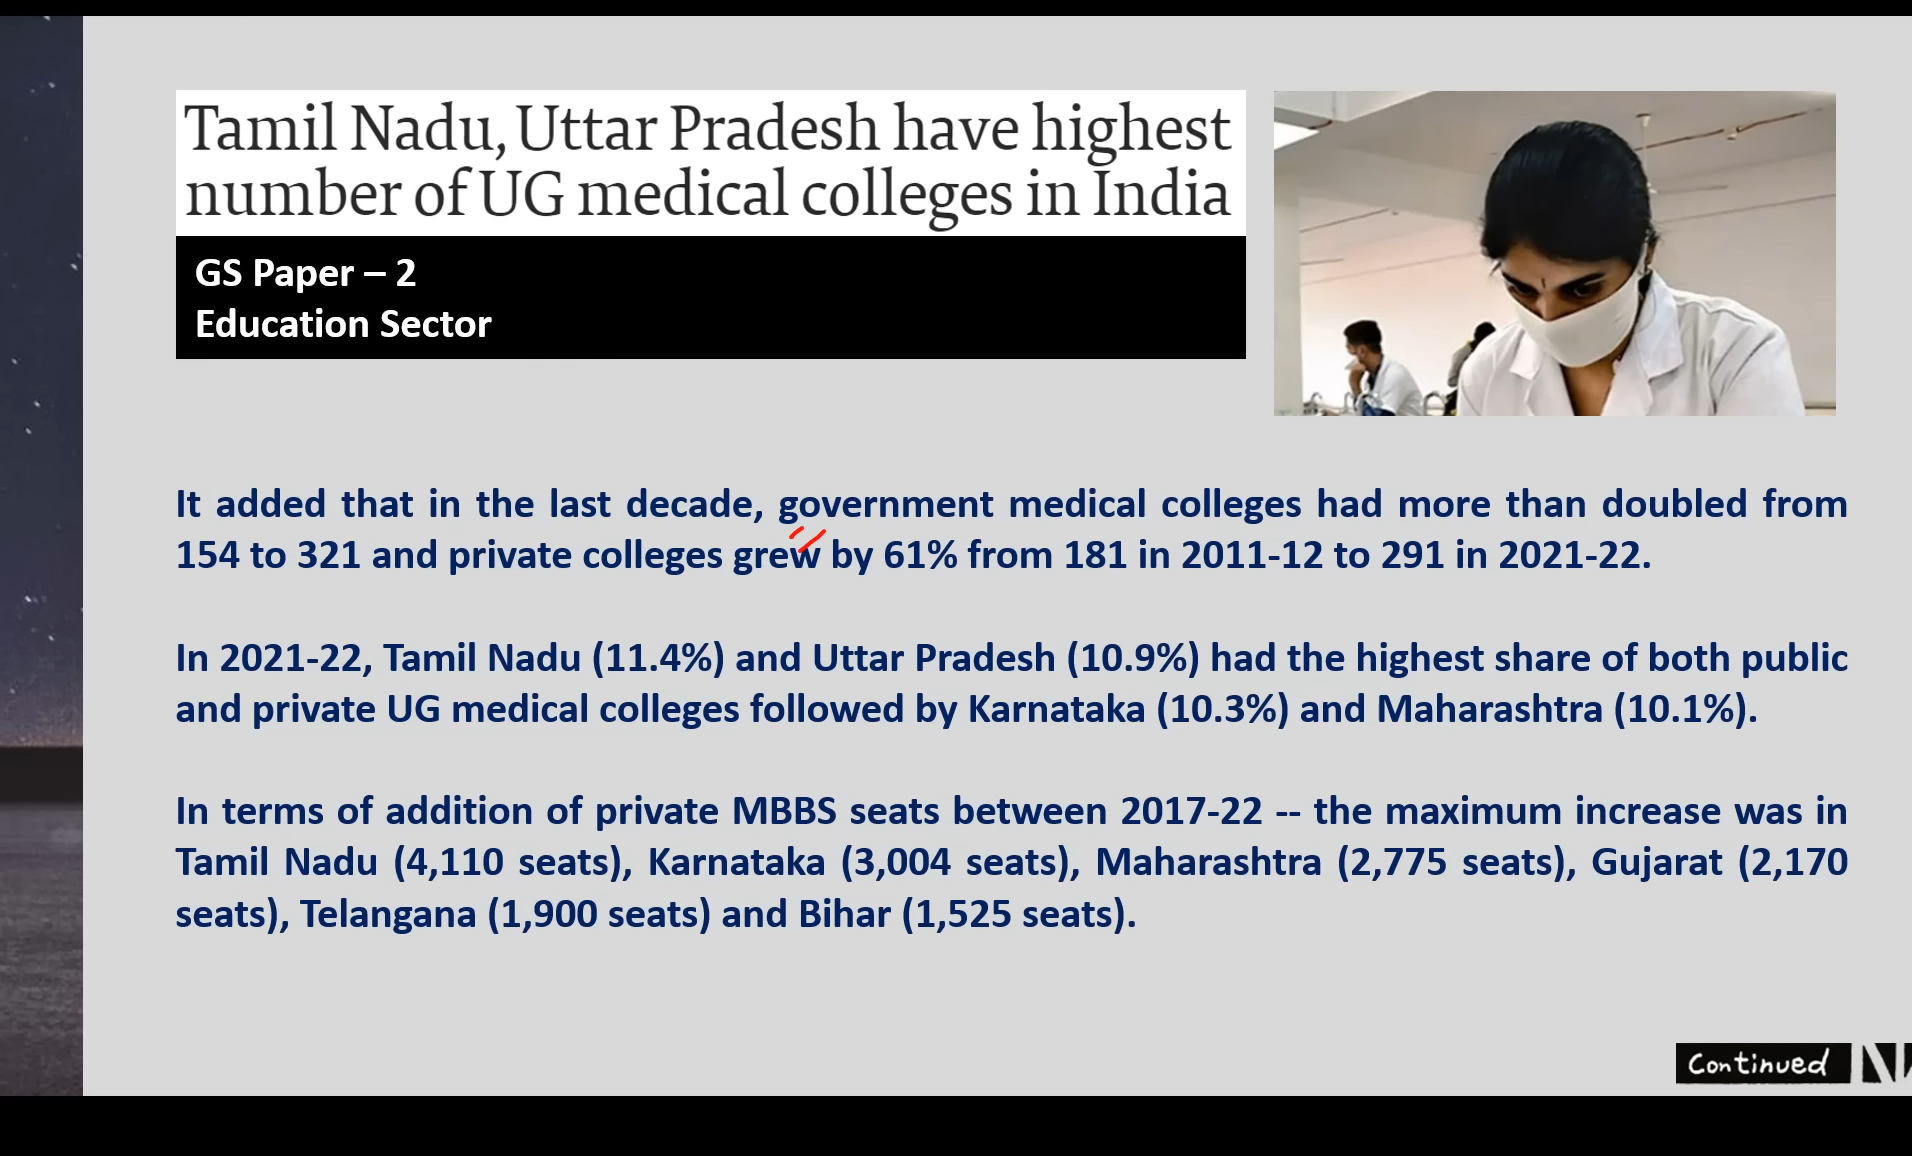 Tamil Nadu, Uttar Pradesh have highest
number of UG medical colleges in India
GS Paper – 2
Education Sector
It added that in the last decade, government medical colleges had more than doubled from
154 to 321 and private colleges grew by 61% from 181 in 2011-12 to 291 in 2021-22.
In 2021-22, Tamil Nadu (11.4%) and Uttar Pradesh (10.9%) had the highest share of both public
and private UG medical colleges followed by Karnataka (10.3%) and Maharashtra (10.1%).
In terms of addition of private MBBS seats between 2017-22 -- the maximum increase was in
Tamil Nadu (4,110 seats), Karnataka (3,004 seats), Maharashtra (2,775 seats), Gujarat (2,170
seats), Telangana (1,900 seats) and Bihar (1,525 seats).
Continued